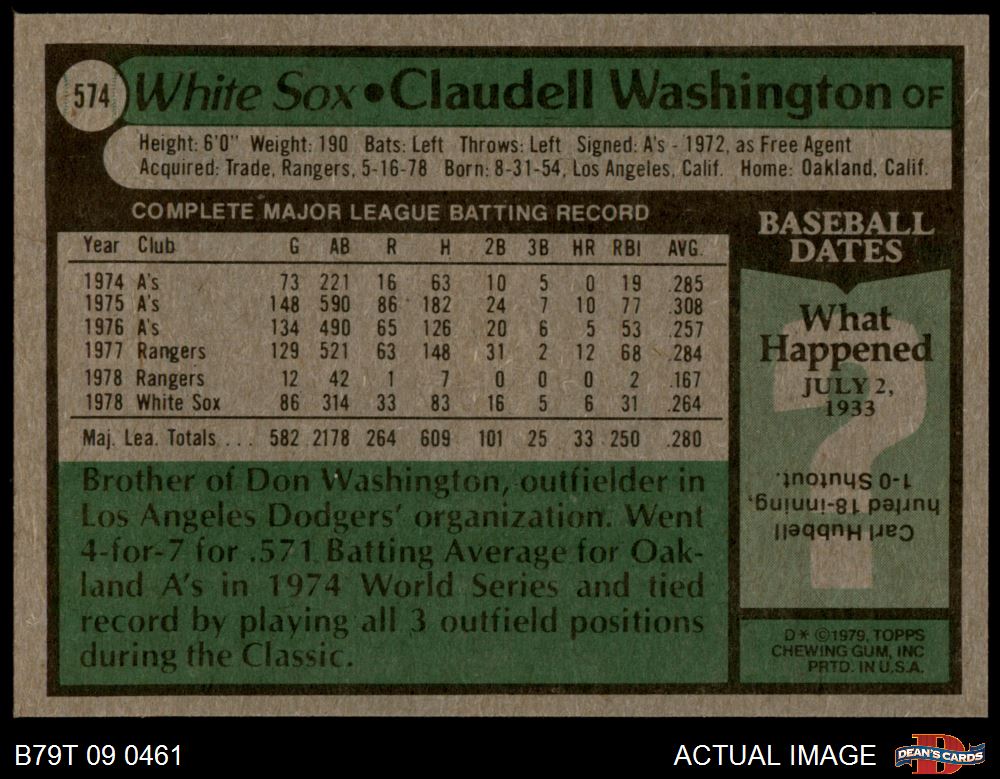 574 White Sox•Claudell Washington OF
Height: 6'0" Weight: 190 Bats: Left Throws: Left Signed: A's - 1972, as Free Agent
Acquired: Trade, Rangers, 5-16-78 Born: 8-31-54, Los Angeles, Calif. Home: Oakland, Calif.
COMPLETE MAJOR LEAGUE BATTING RECORD
Year Club G AB R H 2B 3B HR RBI AVG.
1974 A's 73 221 16 63 10 5 0 19 .285
1975 A's 148 590 86 182 24 7 10 77 .308
1976 A's 134 490 65 126 20 6 5 53 .257
1977 Rangers 129 521 63 148 31 2 12 68 .284
1978 Rangers 12 42 1 7 0 0 0 2 .167
1978 White Sox 86 314 33 83 16 5 6 31 .264
Maj. Lea. Totals ... 582 2178 264 609 101 25 33 250 .280
Brother of Don Washington, outfielder in
Los Angeles Dodgers' organization. Went
4-for-7 for .571 Batting Average for Oak-
land A's in 1974 World Series and tied
record by playing all 3 outfield positions
during the Classic.
BASEBALL
DATES
What
Happened
JULY 2,
1933
?
Carl Hubbell
hurled 18-inning,
1-0 Shutout.
D* ©1979, TOPPS
CHEWING GUM, INC
PRTD. IN U.S.A.
B79T 09 0461
ACTUAL IMAGE
D
DEAN'S CARDS